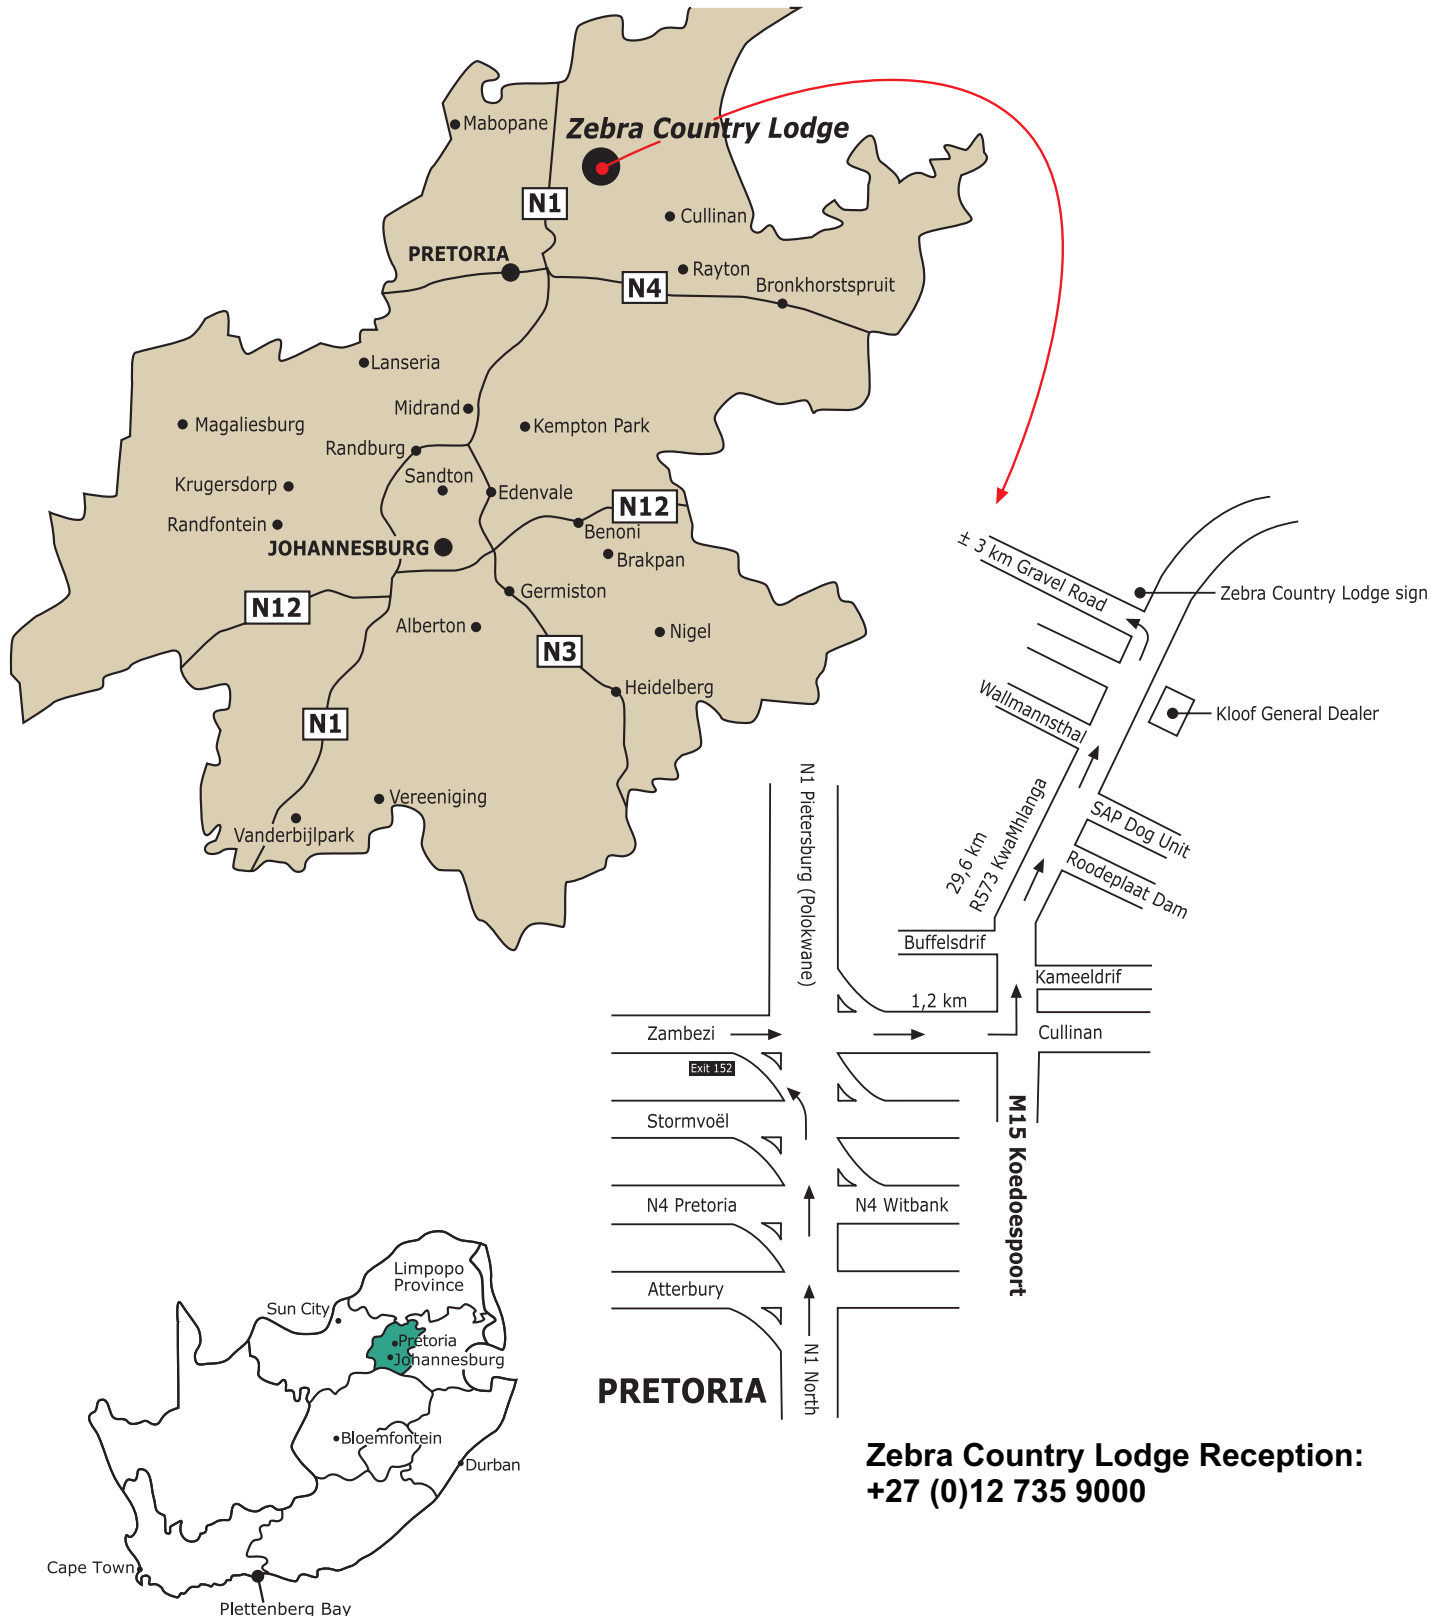 Mabopane
Zebra Country Lodge
N1
Cullinan
PRETORIA
Rayton
N4
Bronkhorstspruit
Lanseria
Midrand
Magaliesburg
Kempton Park
Randburg
Sandton
Krugersdorp
Edenvale
N12
Randfontein
Benoni
JOHANNESBURG
Brakpan
Germiston
N12
Alberton
Nigel
N3
Heidelberg
N1
Vereeniging
Vanderbijlpark
± 3 km Gravel Road
Zebra Country Lodge sign
Wallmannsthal
Kloof General Dealer
N1 Pietersburg (Polokwane)
29,6 km
R573 KwaMhlanga
SAP Dog Unit
Roodeplaat Dam
Buffelsdrif
Kameeldrif
1,2 km
Zambezi
Cullinan
Exit 152
Stormvoël
M15 Koedoespoort
N4 Pretoria
N4 Witbank
Atterbury
N1 North
PRETORIA
Limpopo
Province
Sun City
Pretoria
Johannesburg
Bloemfontein
Durban
Cape Town
Plettenberg Bay
Zebra Country Lodge Reception:
+27 (0)12 735 9000